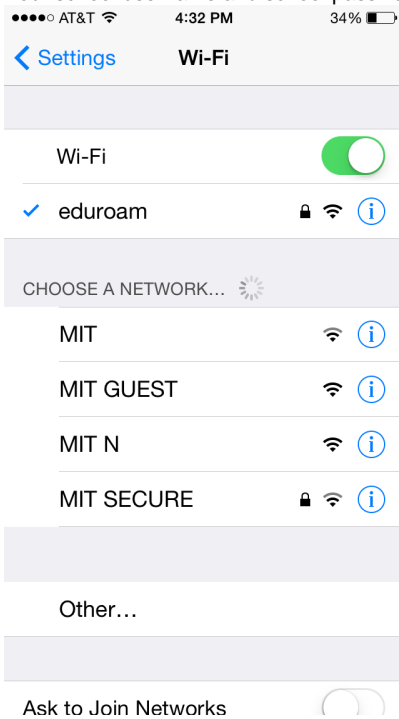 AT&T 4:32 PM 34%
Settings Wi-Fi
Wi-Fi
eduroam
CHOOSE A NETWORK...
MIT
MIT GUEST
MIT N
MIT SECURE
Other...
Ask to Join Networks